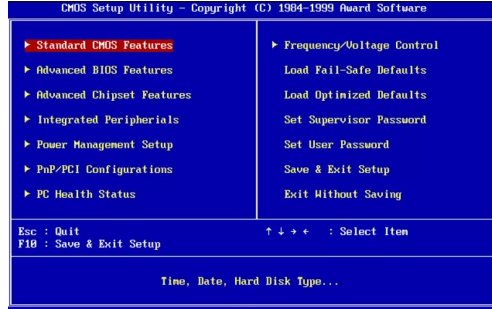 CMOS Setup Utility – Copyright (C) 1984–1999 Award Software
▶ Standard CMOS Features
▶ Advanced BIOS Features
▶ Advanced Chipset Features
▶ Integrated Peripherials
▶ Power Management Setup
▶ PnP/PCI Configurations
▶ PC Health Status
▶ Frequency/Voltage Control
Load Fail-Safe Defaults
Load Optimized Defaults
Set Supervisor Password
Set User Password
Save & Exit Setup
Exit Without Saving
Esc : Quit
F10 : Save & Exit Setup
↑ ↓ → ← : Select Item
Time, Date, Hard Disk Type...